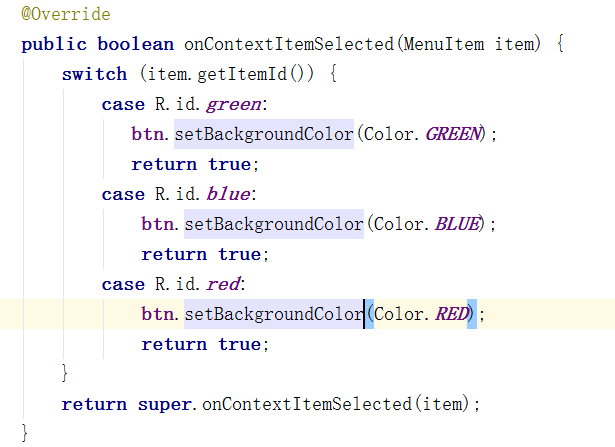 @Override
public boolean onContextItemSelected(MenuItem item) {
    switch (item.getItemId()) {
        case R.id.green:
           btn.setBackgroundColor(Color.GREEN);
           return true;
        case R.id.blue:
            btn.setBackgroundColor(Color.BLUE);
            return true;
        case R.id.red:
            btn.setBackgroundColor(Color.RED);
            return true;
    }
    return super.onContextItemSelected(item);
}